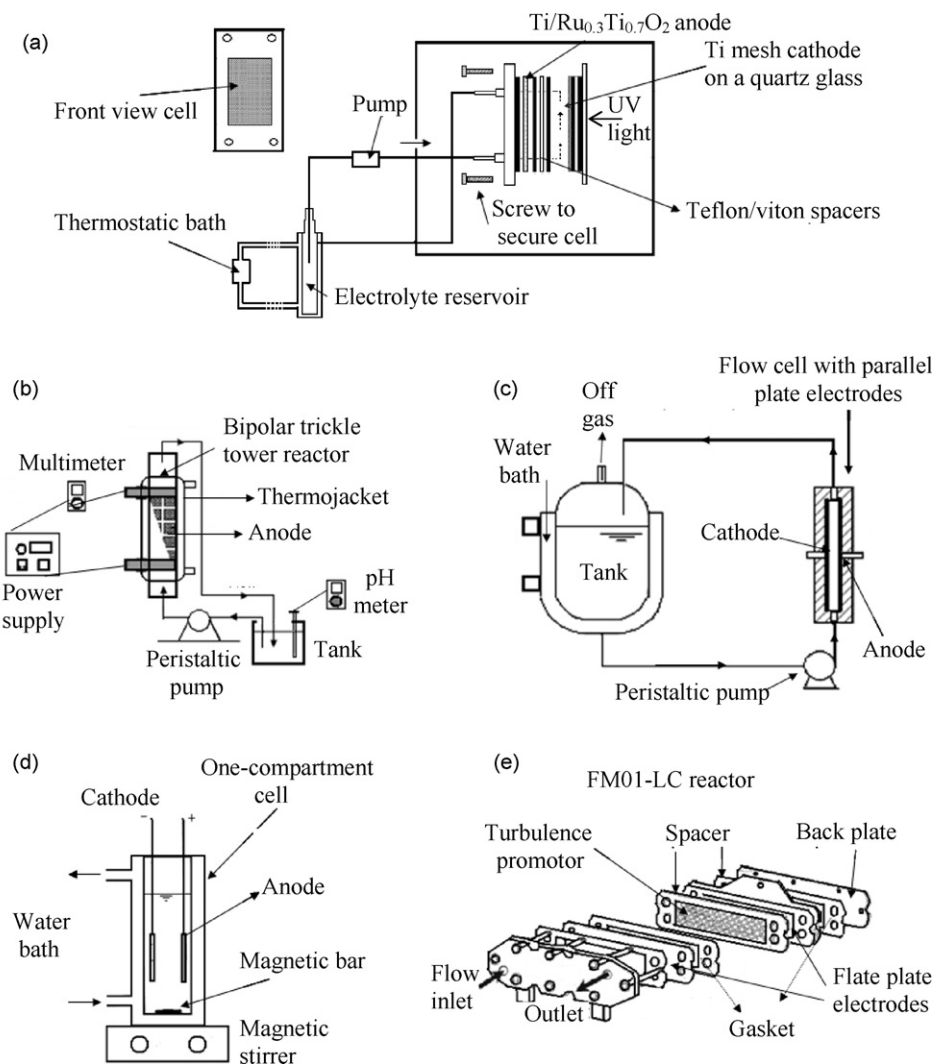 (a)
Front view cell
Pump
Ti/Ru0.3Ti0.7O2 anode
Ti mesh cathode
on a quartz glass
UV
light
Teflon/viton spacers
Screw to
secure cell
Thermostatic bath
Electrolyte reservoir
(b)
Bipolar trickle
tower reactor
Multimeter
Thermojacket
Anode
Power
supply
pH
meter
Peristaltic
pump
Tank
(c)
Flow cell with parallel
plate electrodes
Off
gas
Water
bath
Cathode
Tank
Anode
Peristaltic pump
(d)
One-compartment
cell
Cathode
− +
Anode
Water
bath
Magnetic bar
Magnetic
stirrer
(e)
FM01-LC reactor
Turbulence
promotor
Spacer
Back plate
Flow
inlet
Outlet
Flate plate
electrodes
Gasket